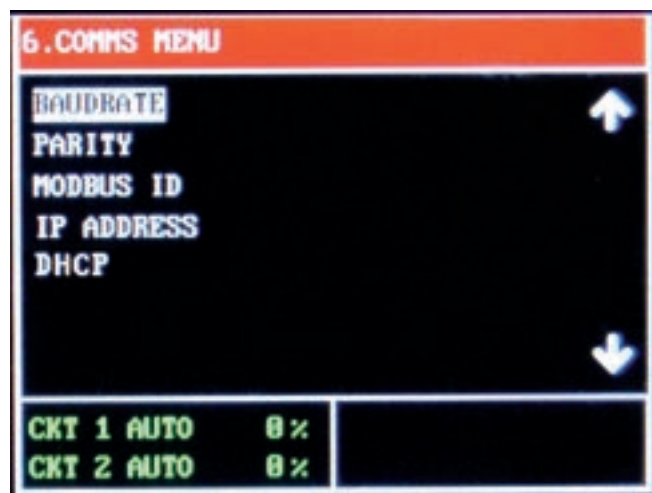 6.COMMS MENU
BAUDRATE
PARITY
MODBUS ID
IP ADDRESS
DHCP
CKT 1 AUTO 0%
CKT 2 AUTO 0%